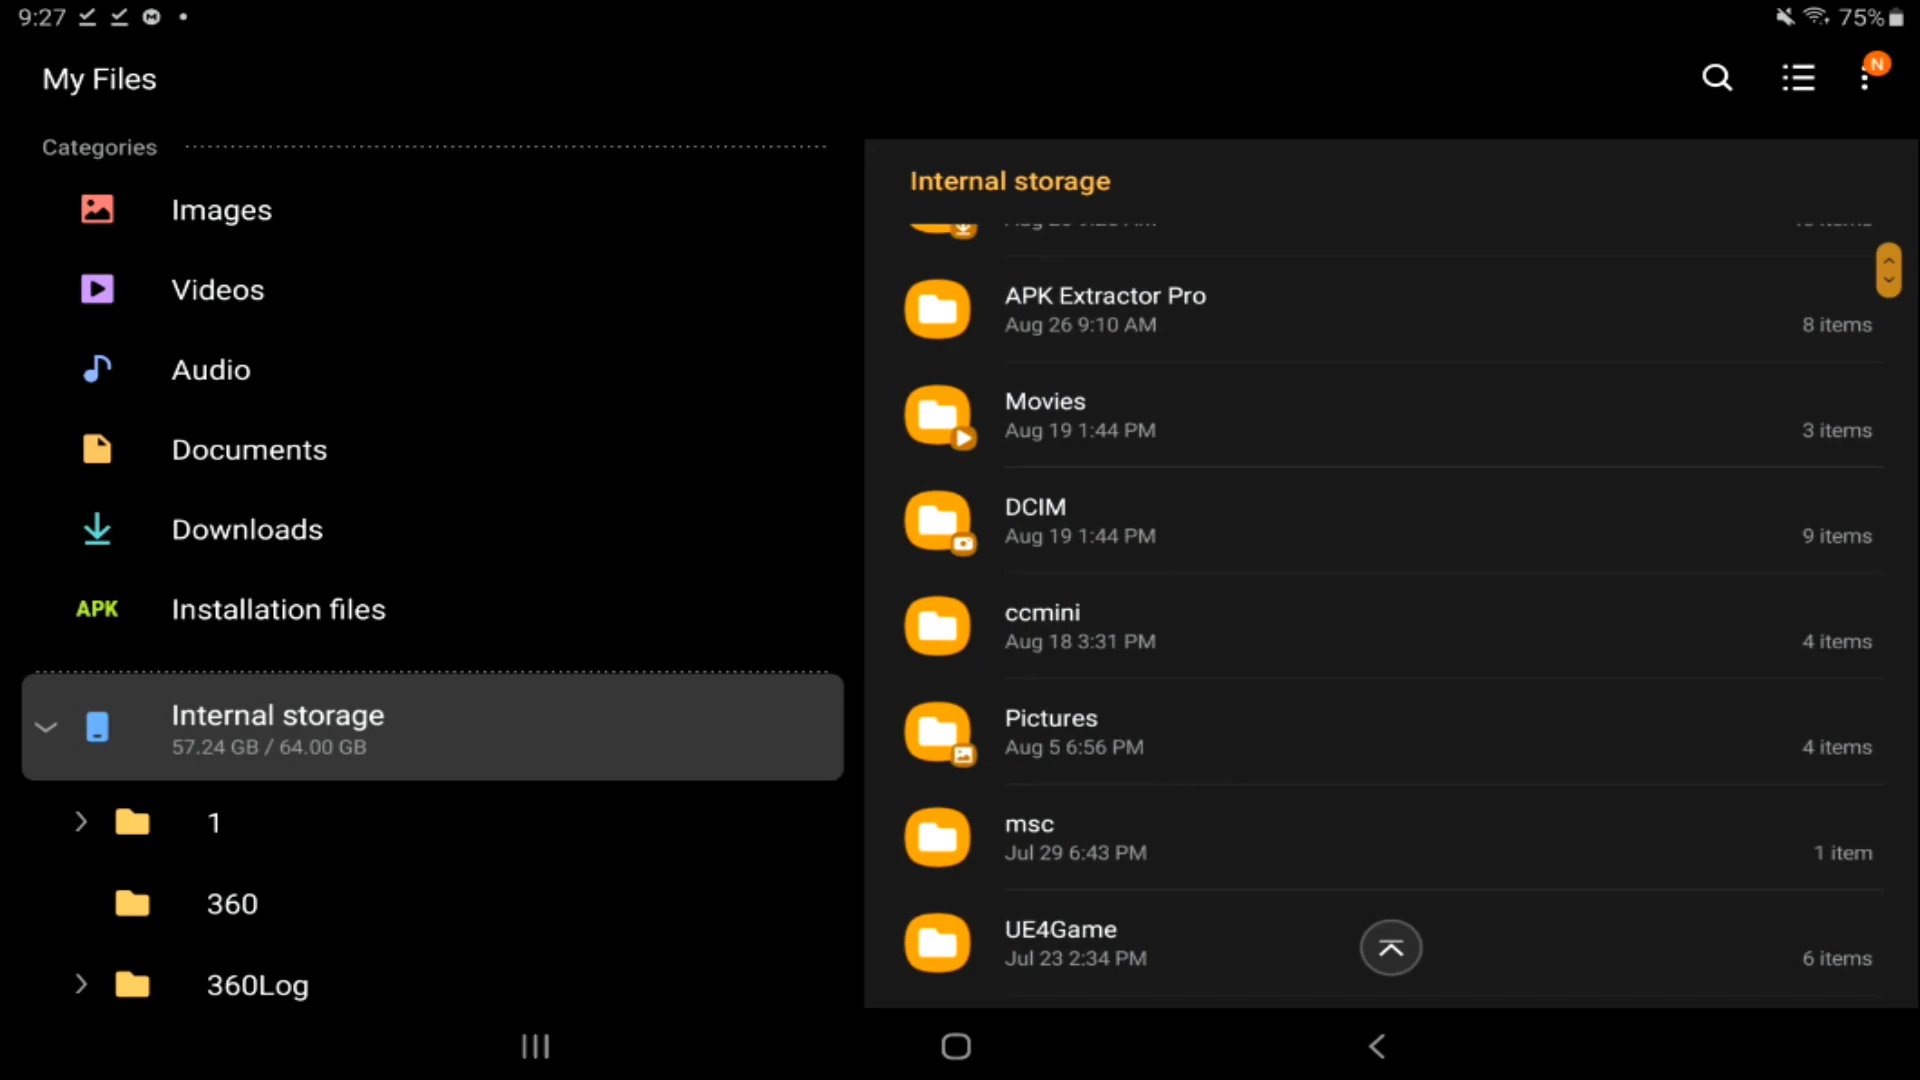 9:27
75%
My Files
N
Categories
Images
Videos
Audio
Documents
Downloads
APK
Installation files
Internal storage
57.24 GB / 64.00 GB
1
360
360Log
Internal storage
APK Extractor Pro
Aug 26 9:10 AM
8 items
Movies
Aug 19 1:44 PM
3 items
DCIM
Aug 19 1:44 PM
9 items
ccmini
Aug 18 3:31 PM
4 items
Pictures
Aug 5 6:56 PM
4 items
msc
Jul 29 6:43 PM
1 item
UE4Game
Jul 23 2:34 PM
6 items